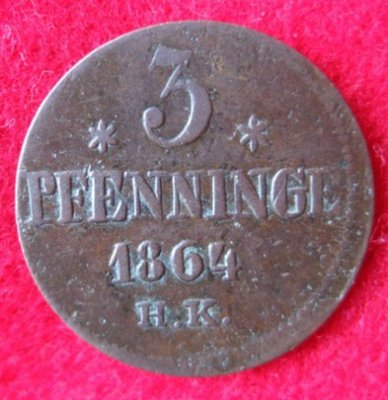 3
* *
PFENNINGE
1864
H.K.